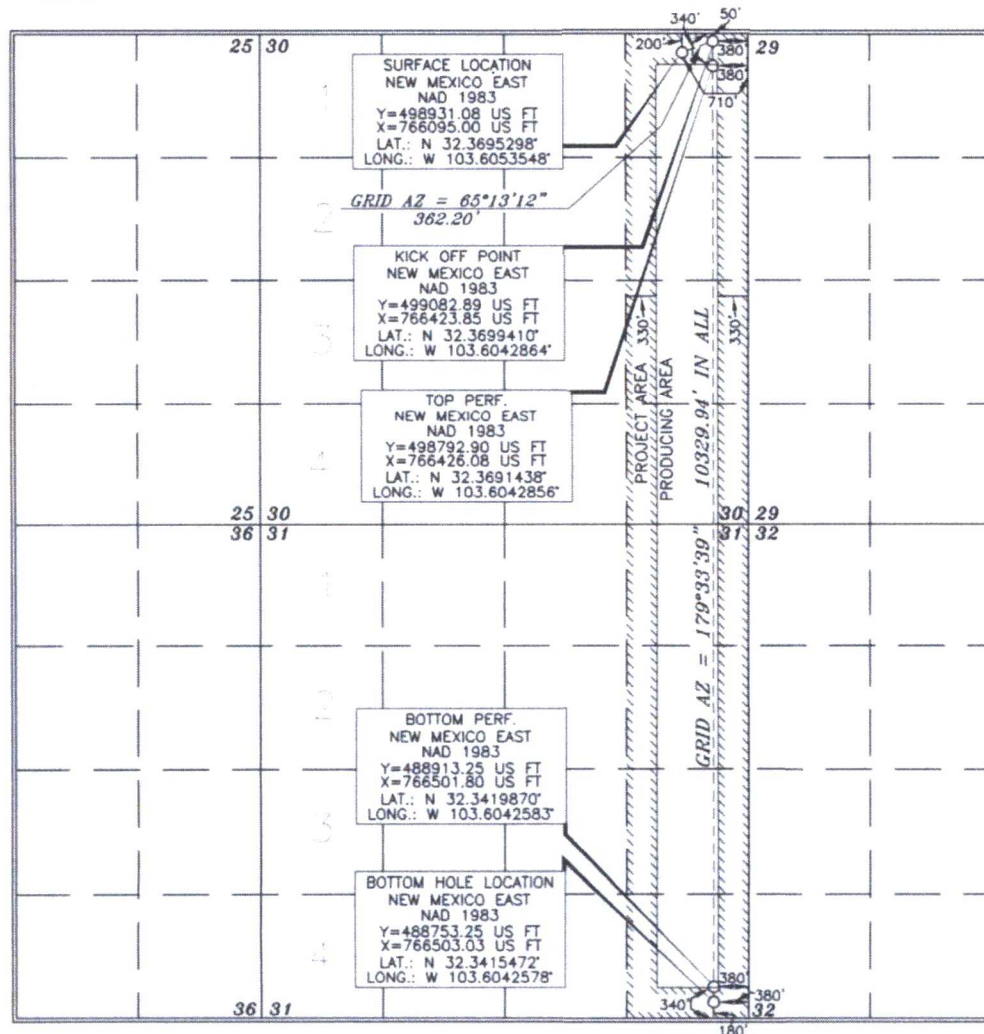 340'
50'
200'
25 30
380'
29
380'
710'
SURFACE LOCATION
NEW MEXICO EAST
NAD 1983
Y=498931.08 US FT
X=766095.00 US FT
LAT.: N 32.3695298°
LONG.: W 103.6053548°
1
GRID AZ = 65°13'12"
362.20'
2
KICK OFF POINT
NEW MEXICO EAST
NAD 1983
Y=499082.89 US FT
X=766423.85 US FT
LAT.: N 32.3699410°
LONG.: W 103.6042864°
3
330'
330'
TOP PERF.
NEW MEXICO EAST
NAD 1983
Y=498792.90 US FT
X=766426.08 US FT
LAT.: N 32.3691438°
LONG.: W 103.6042856°
4
PROJECT AREA
PRODUCING AREA
GRID AZ = 179°33'39"
10329.94' IN ALL
25 30
30 29
36 31
31 32
1
2
BOTTOM PERF.
NEW MEXICO EAST
NAD 1983
Y=488913.25 US FT
X=766501.80 US FT
LAT.: N 32.3419870°
LONG.: W 103.6042583°
3
BOTTOM HOLE LOCATION
NEW MEXICO EAST
NAD 1983
Y=488753.25 US FT
X=766503.03 US FT
LAT.: N 32.3415472°
LONG.: W 103.6042578°
4
380'
340'
380'
36 31
32
180'